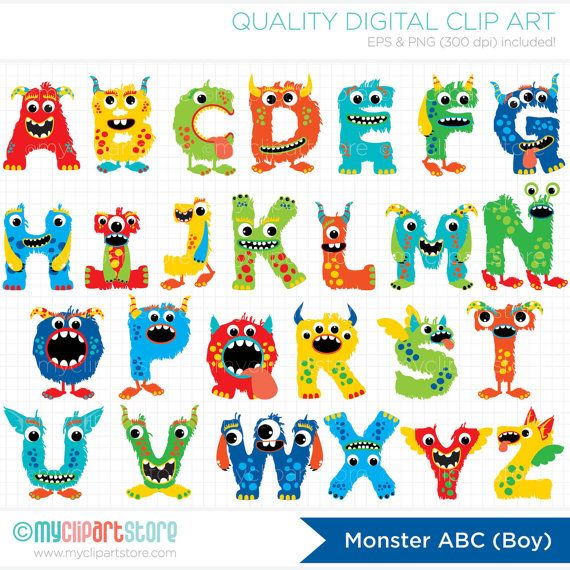 QUALITY DIGITAL CLIP ART
EPS & PNG (300 dpi) included!
A B C D E F G
H I J K L M N
O P Q R S T
U V W X Y Z
©myclipartstore
www.myclipartstore.com
Monster ABC (Boy)